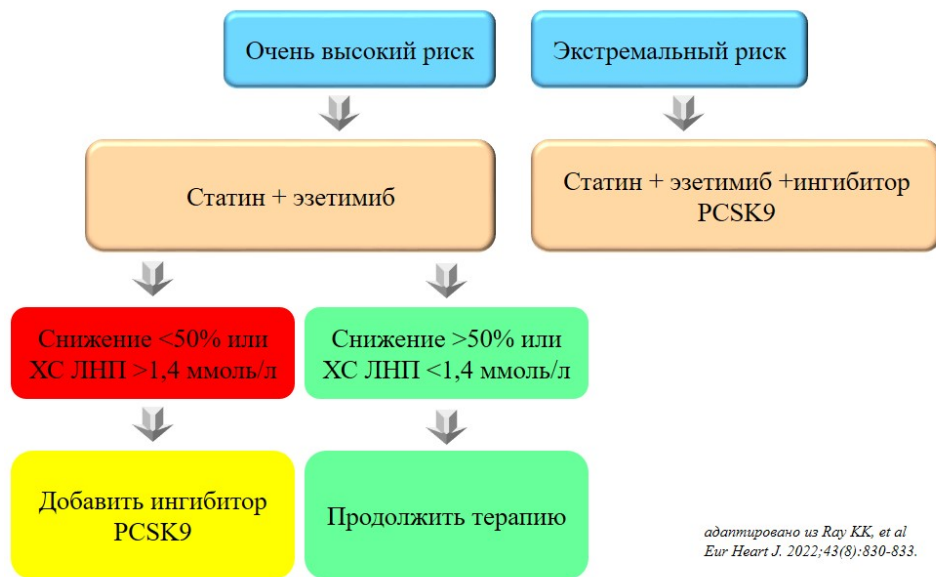 Очень высокий риск
Экстремальный риск
Статин + эзетимиб
Статин + эзетимиб +ингибитор
PCSK9
Снижение <50% или
ХС ЛНП >1,4 ммоль/л
Снижение >50% или
ХС ЛНП <1,4 ммоль/л
Добавить ингибитор
PCSK9
Продолжить терапию
адаптировано из Ray KK, et al
Eur Heart J. 2022;43(8):830-833.